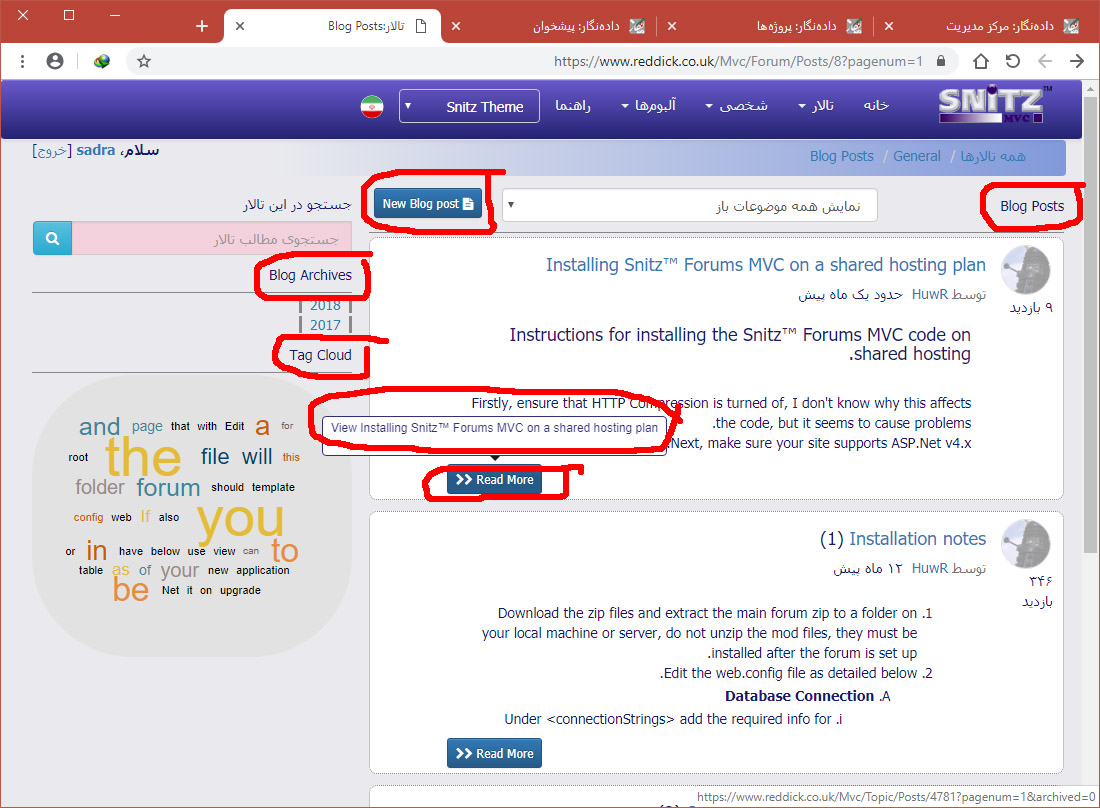 داده‌نگار: مرکز مدیریت
داده‌نگار: پروژه‌ها
داده‌نگار: پیشخوان
تالار:Blog Posts
https://www.reddick.co.uk/Mvc/Forum/Posts/8?pagenum=1
SNITZ™ MVC
خانه
تالار
شخصی
آلبوم‌ها
راهنما
Snitz Theme
همه تالارها / General / Blog Posts
سلام، sadra [خروج]
Blog Posts
نمایش همه موضوعات باز
New Blog post
Installing Snitz™ Forums MVC on a shared hosting plan
توسط HuwR حدود یک ماه پیش
۹ بازدید
Instructions for installing the Snitz™ Forums MVC code on
.shared hosting
Firstly, ensure that HTTP Compression is turned of, I don't know why this affects
.the code, but it seems to cause problems
.Next, make sure your site supports ASP.Net v4.x
View Installing Snitz™ Forums MVC on a shared hosting plan
Read More
Installation notes (1)
توسط HuwR ۱۲ ماه پیش
۳۴۶
بازدید
Download the zip files and extract the main forum zip to a folder on .1
your local machine or server, do not unzip the mod files, they must be
.installed after the forum is set up
.Edit the web.config file as detailed below .2
Database Connection .A
Under <connectionStrings> add the required info for .i
Read More
جستجو در این تالار
جستجوی مطالب تالار
Blog Archives
2018
2017
Tag Cloud
and page that with Edit a for
root the file will this
folder forum should template
config web If also you
or in have below use view can to
table as of your new application
be Net it on upgrade
https://www.reddick.co.uk/Mvc/Topic/Posts/4781?pagenum=1&archived=0